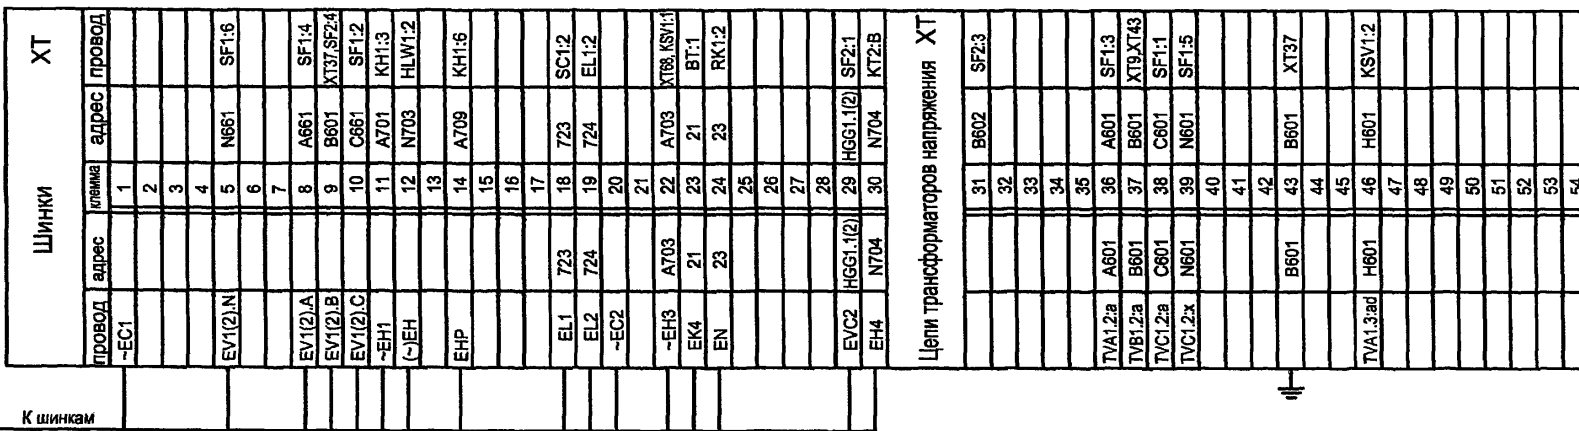 Шинки XT
провод адрес клемма адрес провод
~EC1 1
2
3
4
EV1(2).N 5 N661 SF1:6
6
7
EV1(2).A 8 A661 SF1:4
EV1(2).B 9 B601 XT37,SF2:4
EV1(2).C 10 C661 SF1:2
~EH1 11 A701 KH1:3
(~)EH 12 N703 HLW1:2
13
EHP 14 A709 KH1:6
15
16
17
EL1 723 18 723 SC1:2
EL2 724 19 724 EL1:2
~EC2 20
21
~EH3 A703 22 A703 XT68, KSV1:1
EK4 21 23 21 BT:1
EN 23 24 23 RK1:2
25
26
27
28
EVC2 HGG1.1(2) 29 HGG1.1(2) SF2:1
EH4 N704 30 N704 KT2:B
Цепи трансформаторов напряжения XT
31 B602 SF2:3
32
33
34
35
TVA1.2:a A601 36 A601 SF1:3
TVB1.2:a B601 37 B601 XT9,XT43
TVC1.2:a C601 38 C601 SF1:1
TVC1.2:x N601 39 N601 SF1:5
40
41
42
B601 43 B601 XT37
44
45
TVA1.3:ad H601 46 H601 KSV1:2
47
48
49
50
51
52
53
54
К шинкам